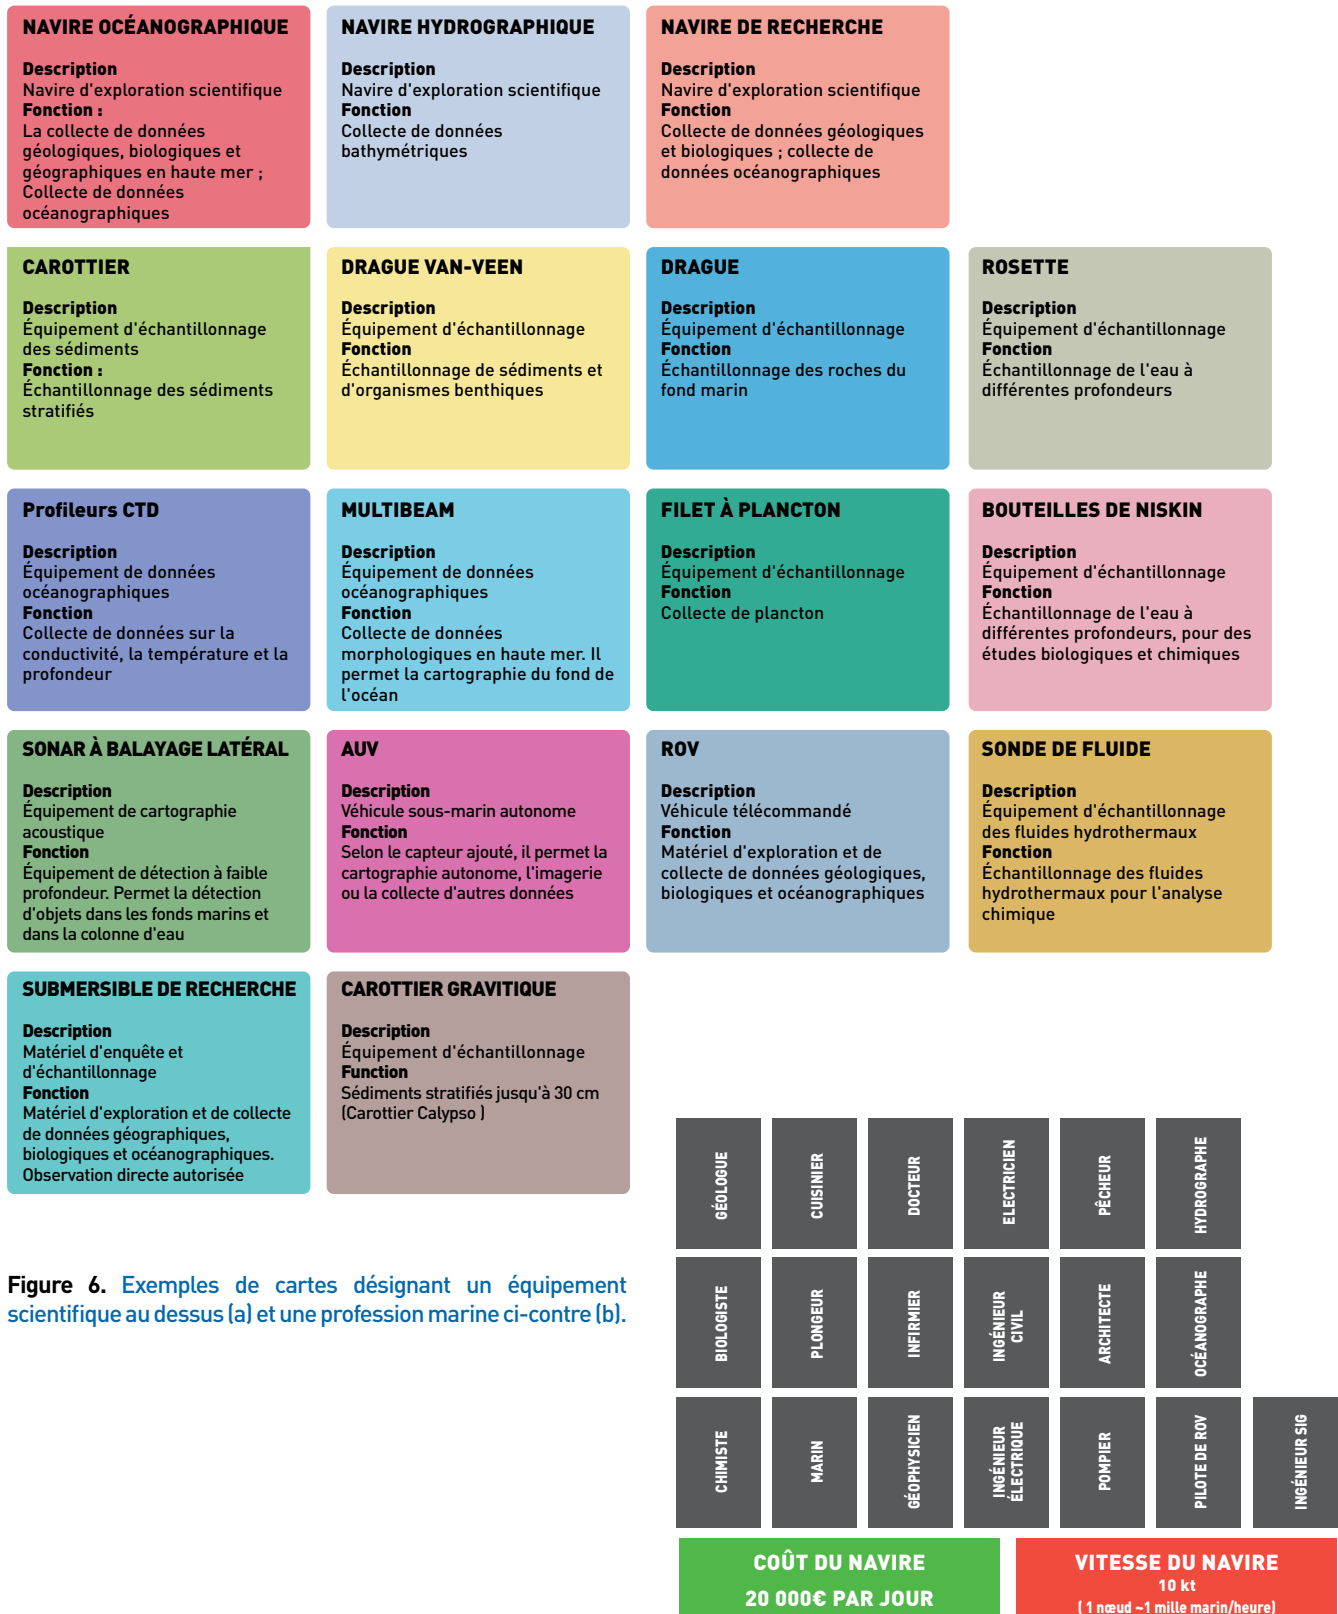 NAVIRE OCÉANOGRAPHIQUE
Description
Navire d'exploration scientifique
Fonction :
La collecte de données
géologiques, biologiques et
géographiques en haute mer ;
Collecte de données
océanographiques
NAVIRE HYDROGRAPHIQUE
Description
Navire d'exploration scientifique
Fonction
Collecte de données
bathymétriques
NAVIRE DE RECHERCHE
Description
Navire d'exploration scientifique
Fonction
Collecte de données géologiques
et biologiques ; collecte de
données océanographiques
CAROTTIER
Description
Équipement d'échantillonnage
des sédiments
Fonction :
Échantillonnage des sédiments
stratifiés
DRAGUE VAN-VEEN
Description
Équipement d'échantillonnage
Fonction
Échantillonnage de sédiments et
d'organismes benthiques
DRAGUE
Description
Équipement d'échantillonnage
Fonction
Échantillonnage des roches du
fond marin
ROSETTE
Description
Équipement d'échantillonnage
Fonction
Échantillonnage de l'eau à
différentes profondeurs
Profileurs CTD
Description
Équipement de données
océanographiques
Fonction
Collecte de données sur la
conductivité, la température et la
profondeur
MULTIBEAM
Description
Équipement de données
océanographiques
Fonction
Collecte de données
morphologiques en haute mer. Il
permet la cartographie du fond de
l'océan
FILET À PLANCTON
Description
Équipement d'échantillonnage
Fonction
Collecte de plancton
BOUTEILLES DE NISKIN
Description
Équipement d'échantillonnage
Fonction
Échantillonnage de l'eau à
différentes profondeurs, pour des
études biologiques et chimiques
SONAR À BALAYAGE LATÉRAL
Description
Équipement de cartographie
acoustique
Fonction
Équipement de détection à faible
profondeur. Permet la détection
d'objets dans les fonds marins et
dans la colonne d'eau
AUV
Description
Véhicule sous-marin autonome
Fonction
Selon le capteur ajouté, il permet la
cartographie autonome, l'imagerie
ou la collecte d'autres données
ROV
Description
Véhicule télécommandé
Fonction
Matériel d'exploration et de
collecte de données géologiques,
biologiques et océanographiques
SONDE DE FLUIDE
Description
Équipement d'échantillonnage
des fluides hydrothermaux
Fonction
Échantillonnage des fluides
hydrothermaux pour l'analyse
chimique
SUBMERSIBLE DE RECHERCHE
Description
Matériel d'enquête et
d'échantillonnage
Fonction
Matériel d'exploration et de collecte
de données géographiques,
biologiques et océanographiques.
Observation directe autorisée
CAROTTIER GRAVITIQUE
Description
Équipement d'échantillonnage
Function
Sédiments stratifiés jusqu'à 30 cm
(Carottier Calypso )
Figure 6. Exemples de cartes désignant un équipement
scientifique au dessus (a) et une profession marine ci-contre (b).
GÉOLOGUE
CUISINIER
DOCTEUR
ELECTRICIEN
PÊCHEUR
HYDROGRAPHE
BIOLOGISTE
PLONGEUR
INFIRMIER
INGÉNIEUR
CIVIL
ARCHITECTE
OCÉANOGRAPHE
CHIMISTE
MARIN
GÉOPHYSICIEN
INGÉNIEUR
ÉLECTRIQUE
POMPIER
PILOTE DE ROV
INGÉNIEUR SIG
COÛT DU NAVIRE
20 000€ PAR JOUR
VITESSE DU NAVIRE
10 kt
( 1 nœud ~1 mille marin/heure)